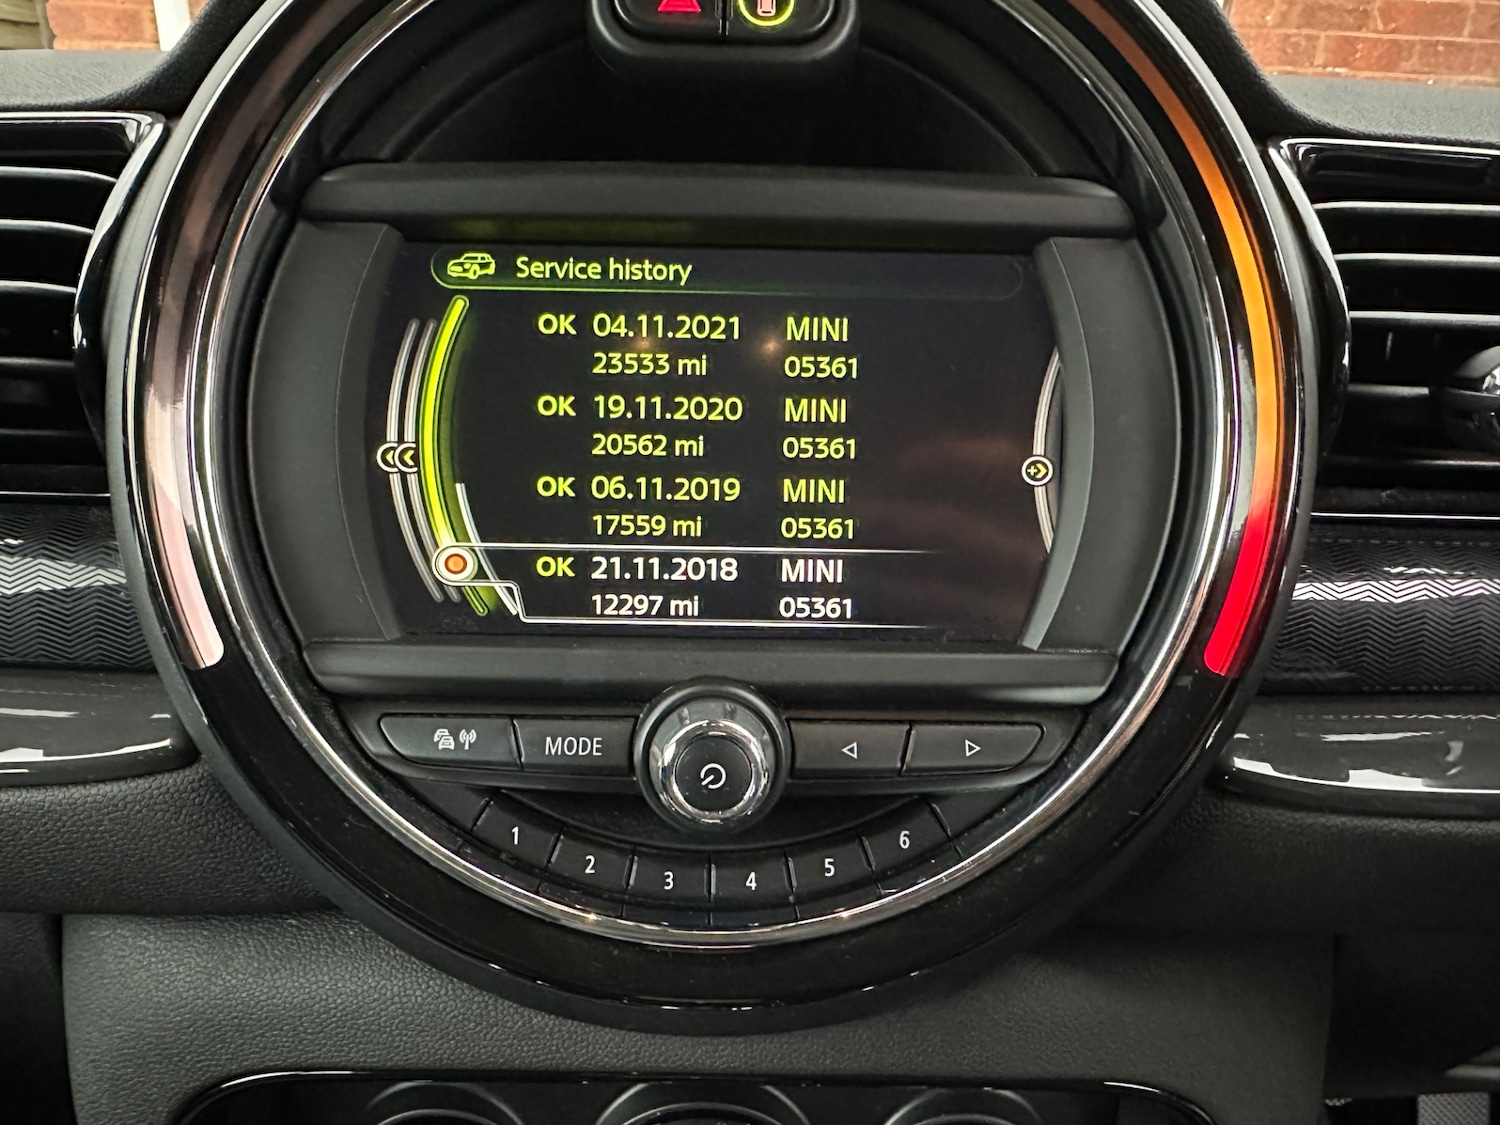 Service history
OK 04.11.2021 MINI
23533 mi 05361
OK 19.11.2020 MINI
20562 mi 05361
OK 06.11.2019 MINI
17559 mi 05361
OK 21.11.2018 MINI
12297 mi 05361
MODE
1 2 3 4 5 6